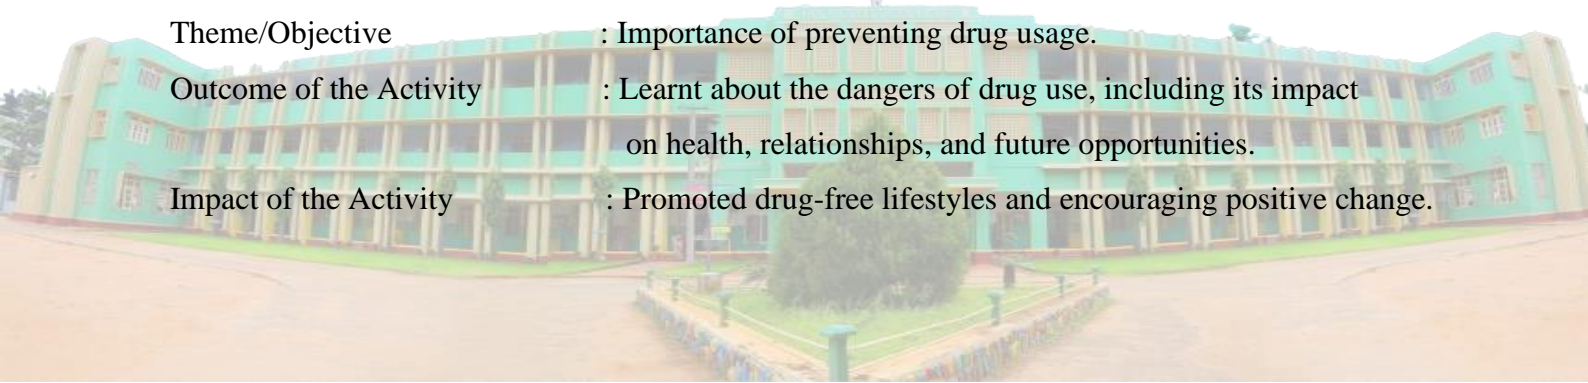 Theme/Objective : Importance of preventing drug usage.
Outcome of the Activity : Learnt about the dangers of drug use, including its impact
on health, relationships, and future opportunities.
Impact of the Activity : Promoted drug-free lifestyles and encouraging positive change.